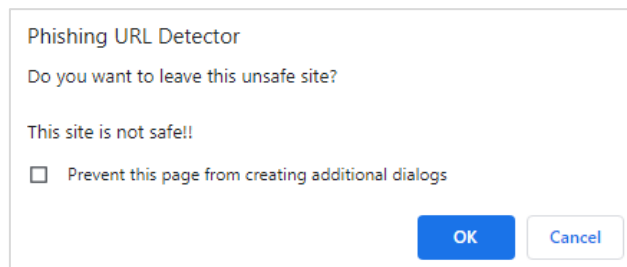 Phishing URL Detector
Do you want to leave this unsafe site?
This site is not safe!!
Prevent this page from creating additional dialogs
OK Cancel